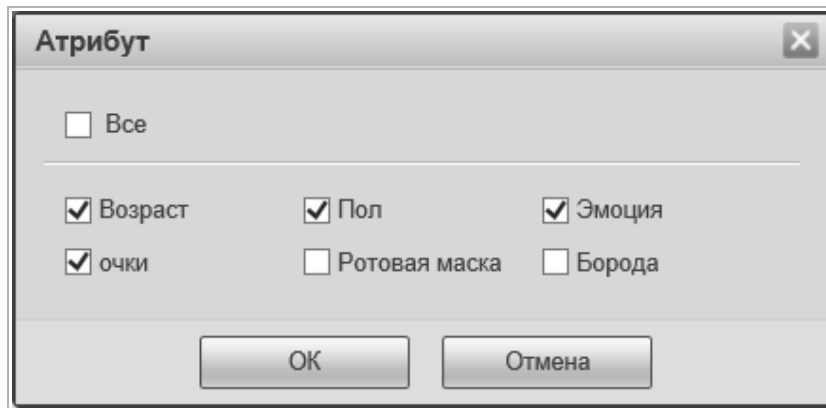 Атрибут
Все
Возраст Пол Эмоция
очки Ротовая маска Борода
ОК Отмена